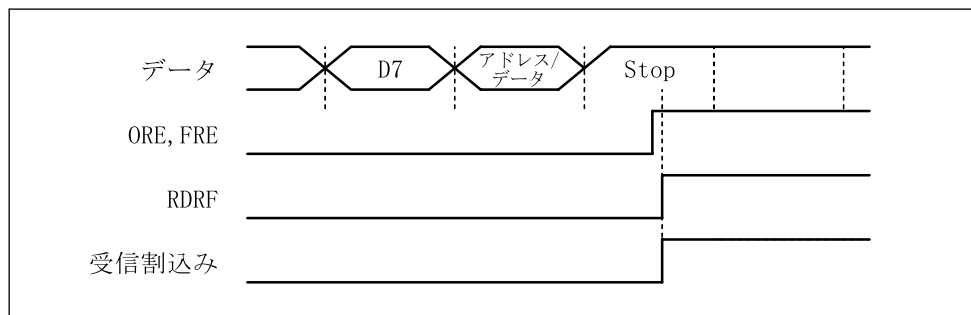 データ
D7
アドレス/
データ
Stop
ORE,FRE
RDRF
受信割込み